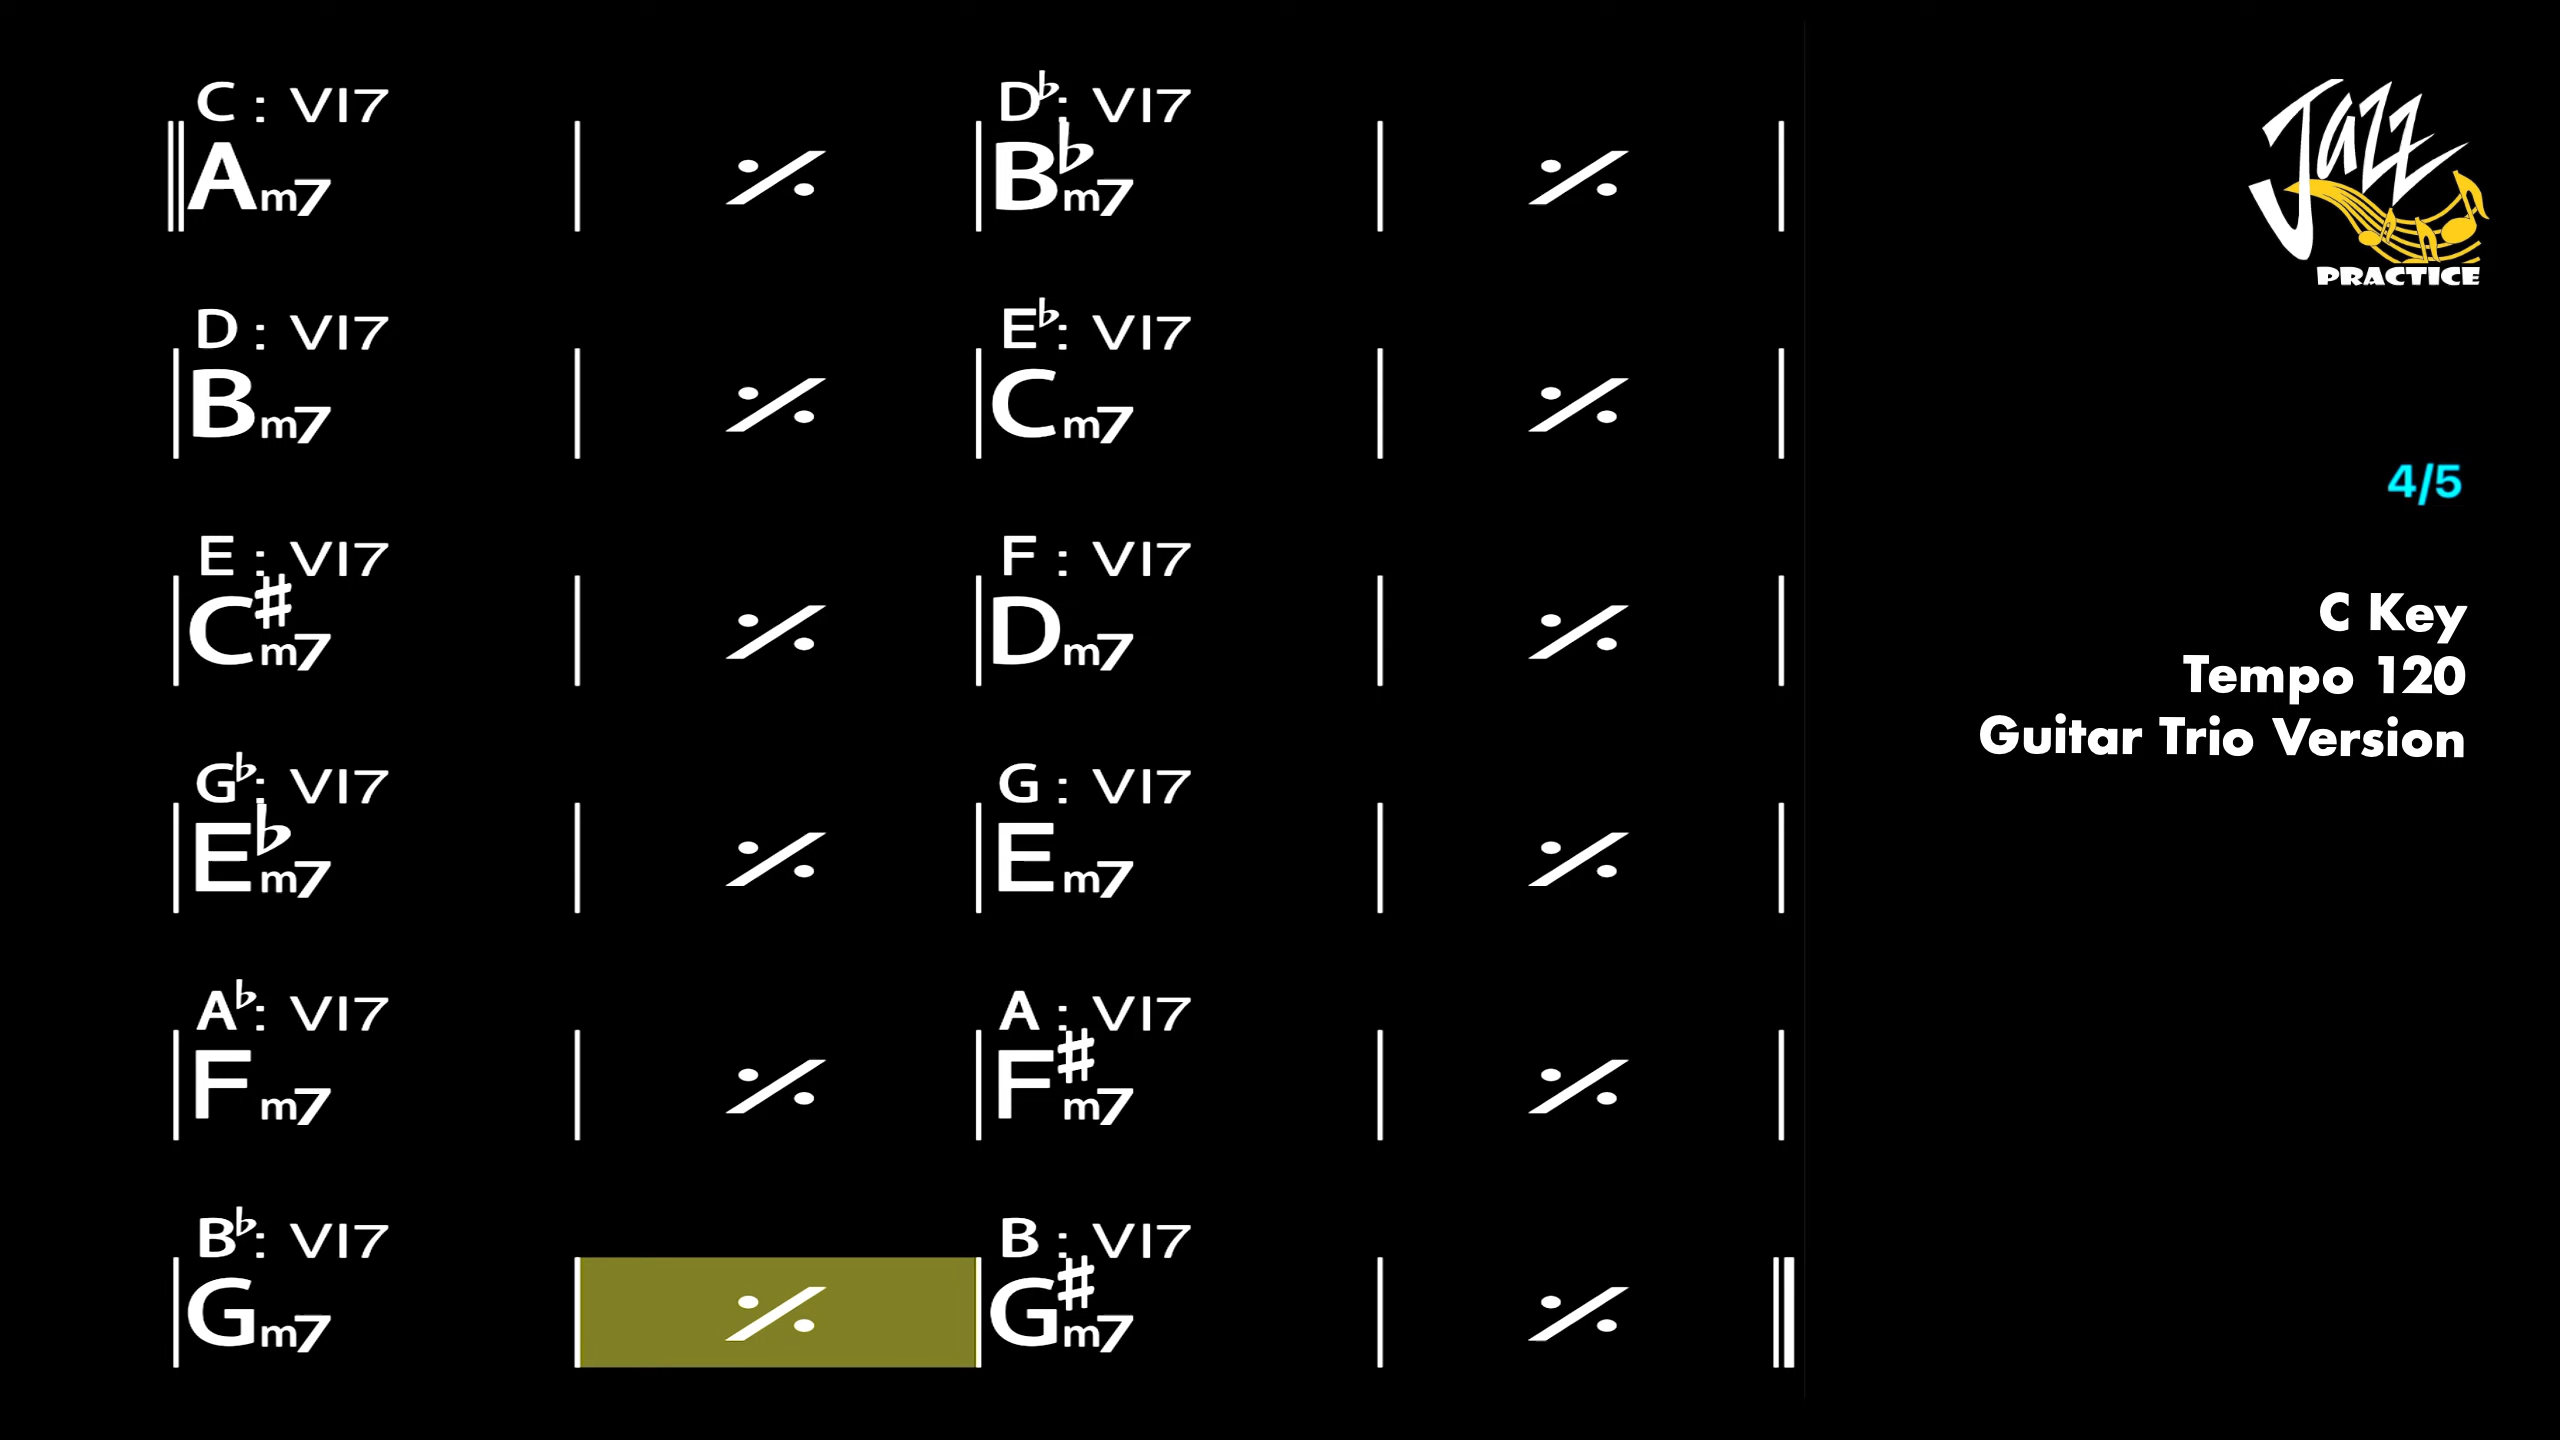 C : VI7 D♭: VI7
Am7 𝄎 B♭m7 𝄎
D : VI7 E♭: VI7
Bm7 𝄎 Cm7 𝄎
E : VI7 F : VI7
C♯m7 𝄎 Dm7 𝄎
G♭: VI7 G : VI7
E♭m7 𝄎 Em7 𝄎
A♭: VI7 A : VI7
Fm7 𝄎 F♯m7 𝄎
B♭: VI7 B : VI7
Gm7 𝄎 G♯m7 𝄎
Jazz
PRACTICE
4/5
C Key
Tempo 120
Guitar Trio Version